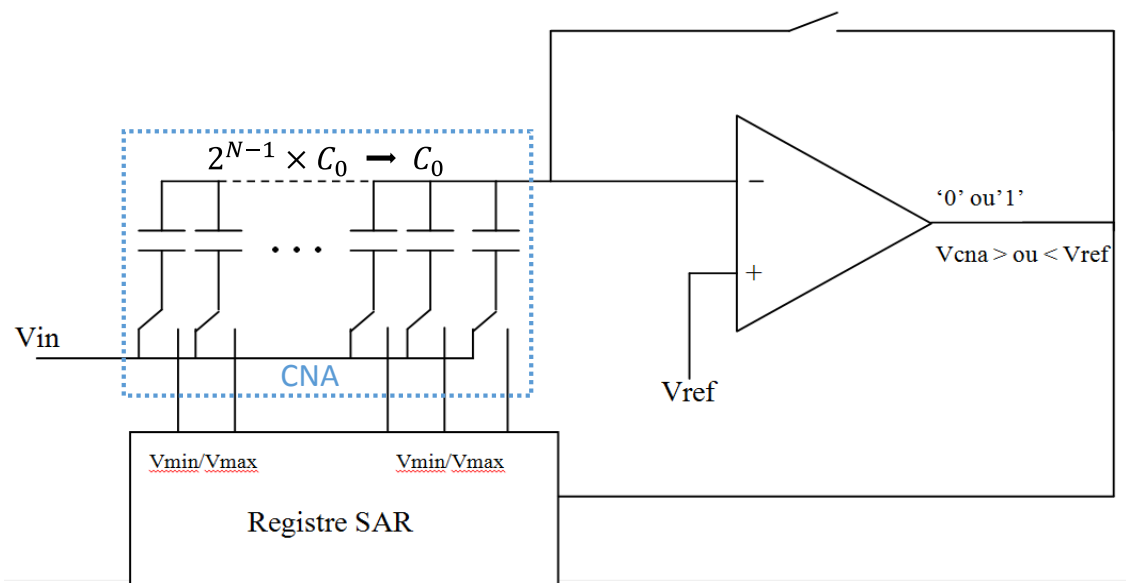 2^{N-1} × C_0 ➡ C_0
−
‘0’ ou’1’
Vcna > ou < Vref
+
Vin
CNA
Vref
Vmin/Vmax Vmin/Vmax
Registre SAR